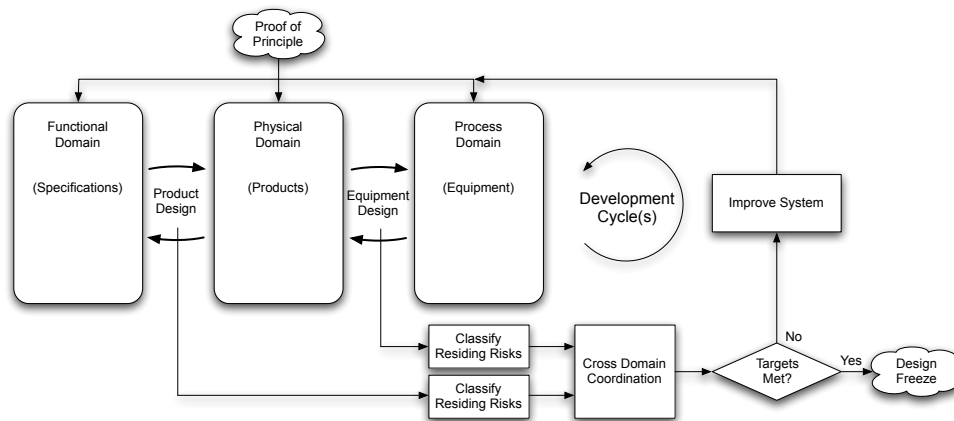 Proof of
Principle
Functional
Domain
(Specifications)
Product
Design
Physical
Domain
(Products)
Equipment
Design
Process
Domain
(Equipment)
Development
Cycle(s)
Improve System
Classify
Residing Risks
Classify
Residing Risks
Cross Domain
Coordination
Targets
Met?
No
Yes
Design
Freeze